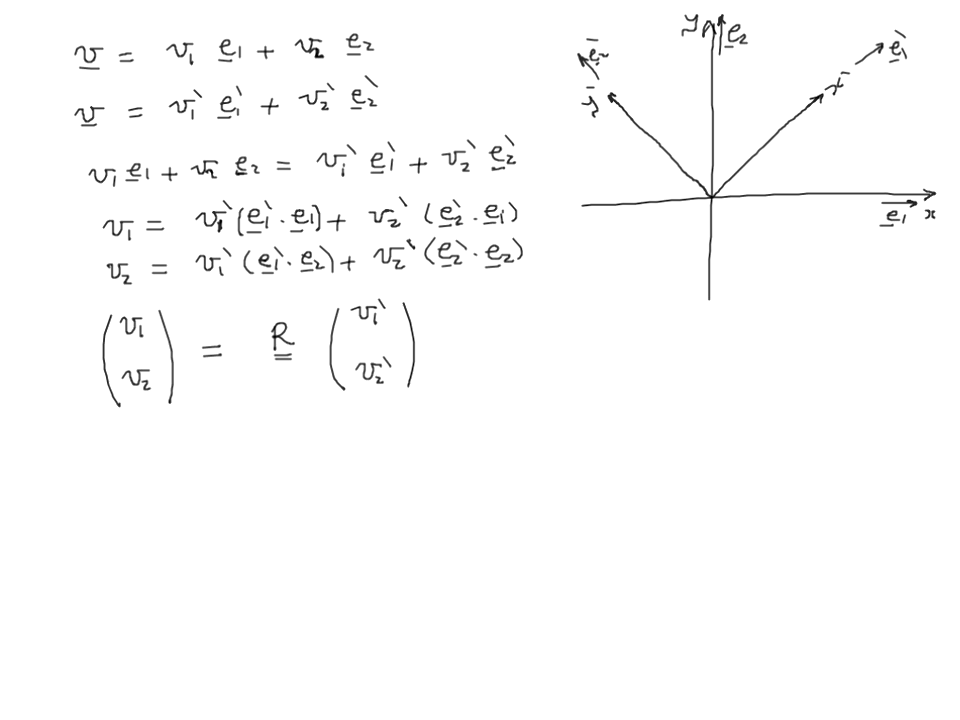 v = v1 e1 + v2 e2
v = v1` e1` + v2` e2`
v1 e1 + v2 e2 = v1` e1` + v2` e2`
v1 = v1` (e1` . e1) + v2` (e2` . e1)
v2 = v1` (e1` . e2) + v2` (e2` . e2)
(v1 v2) = R (v1` v2`)
y e2
e1`
x`
e2`
y`
e1 x